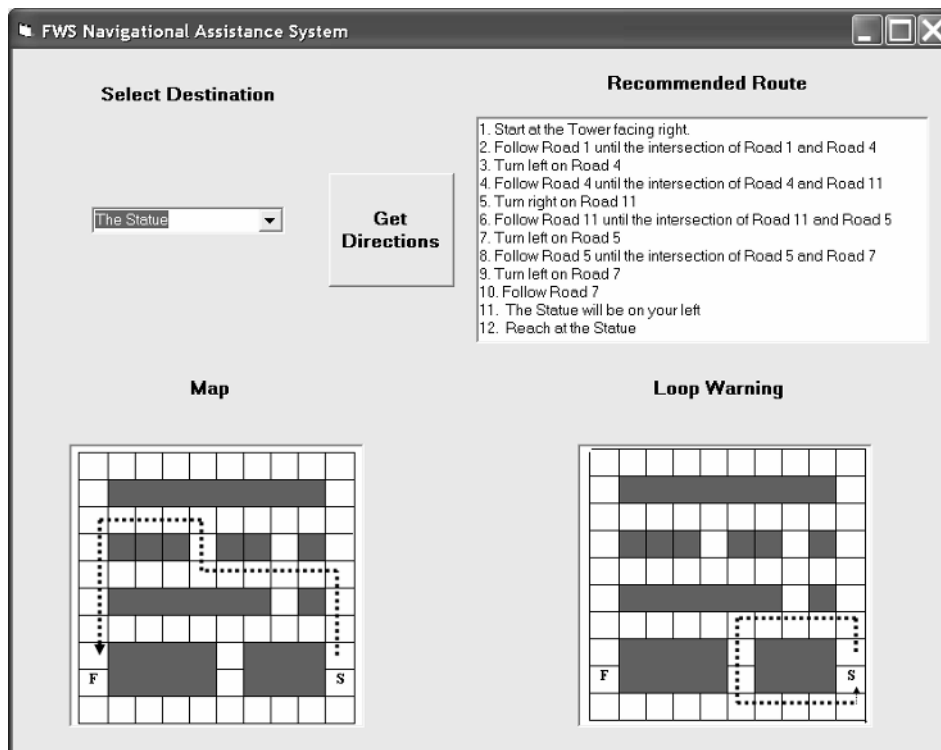 FWS Navigational Assistance System
Select Destination
Recommended Route
The Statue
Get
Directions
1. Start at the Tower facing right.
2. Follow Road 1 until the intersection of Road 1 and Road 4
3. Turn left on Road 4
4. Follow Road 4 until the intersection of Road 4 and Road 11
5. Turn right on Road 11
6. Follow Road 11 until the intersection of Road 11 and Road 5
7. Turn left on Road 5
8. Follow Road 5 until the intersection of Road 5 and Road 7
9. Turn left on Road 7
10. Follow Road 7
11. The Statue will be on your left
12. Reach at the Statue
Map
Loop Warning
F
S
F
S